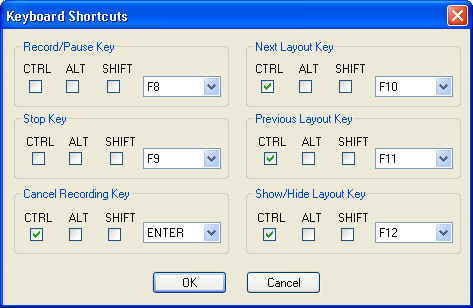 Keyboard Shortcuts
Record/Pause Key
CTRL ALT SHIFT
F8
Next Layout Key
CTRL ALT SHIFT
F10
Stop Key
CTRL ALT SHIFT
F9
Previous Layout Key
CTRL ALT SHIFT
F11
Cancel Recording Key
CTRL ALT SHIFT
ENTER
Show/Hide Layout Key
CTRL ALT SHIFT
F12
OK Cancel